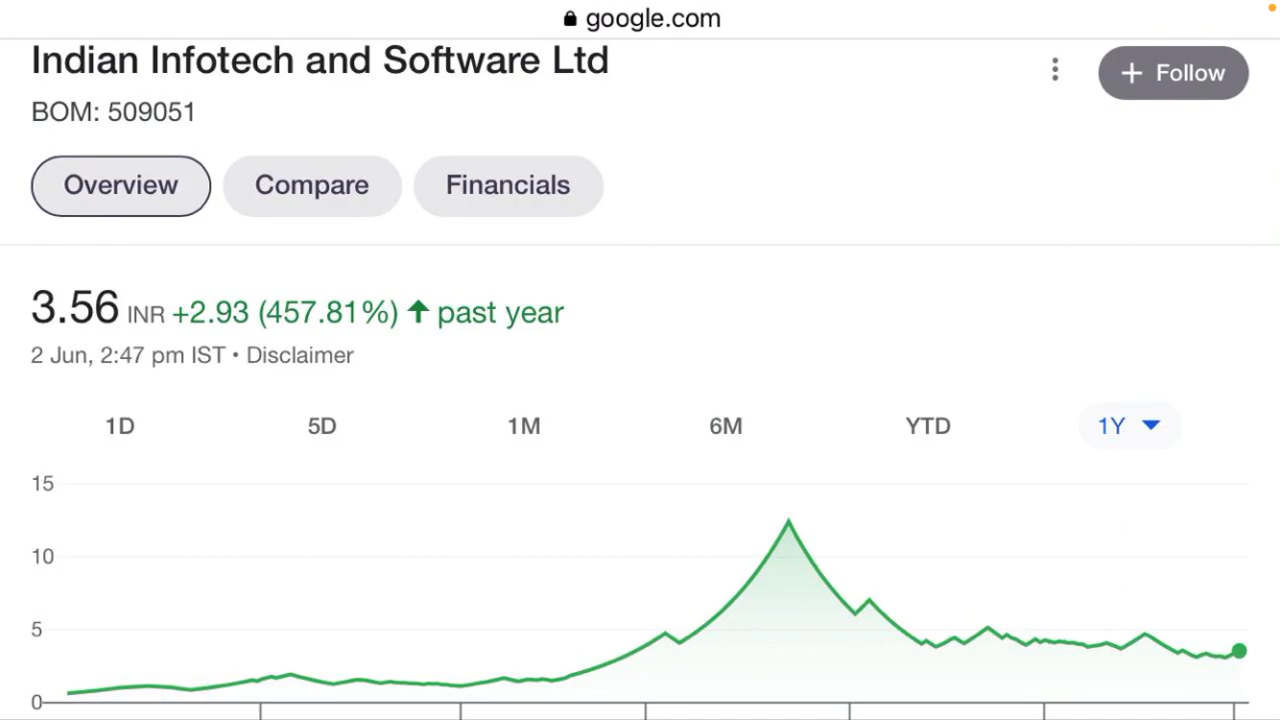 google.com
Indian Infotech and Software Ltd
+ Follow
BOM: 509051
Overview Compare Financials
3.56 INR +2.93 (457.81%) ↑ past year
2 Jun, 2:47 pm IST • Disclaimer
1D 5D 1M 6M YTD 1Y
15
10
5
0